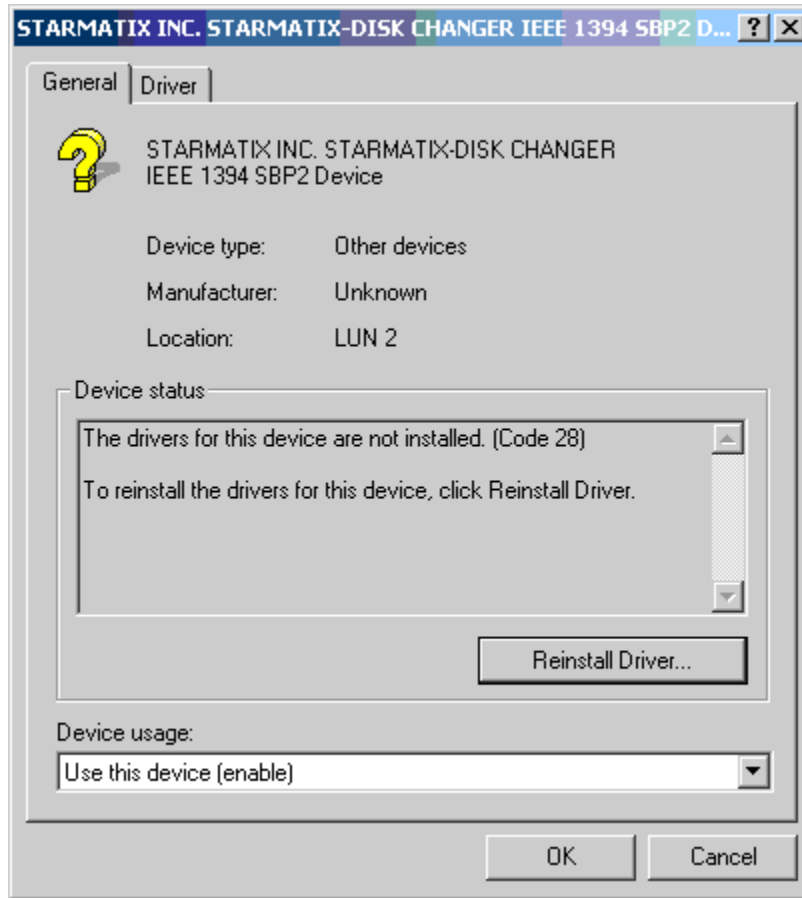 STARMATIX INC. STARMATIX-DISK CHANGER IEEE 1394 SBP2 D...
General
Driver
STARMATIX INC. STARMATIX-DISK CHANGER
IEEE 1394 SBP2 Device
Device type: Other devices
Manufacturer: Unknown
Location: LUN 2
Device status
The drivers for this device are not installed. (Code 28)
To reinstall the drivers for this device, click Reinstall Driver.
Reinstall Driver...
Device usage:
Use this device (enable)
OK
Cancel